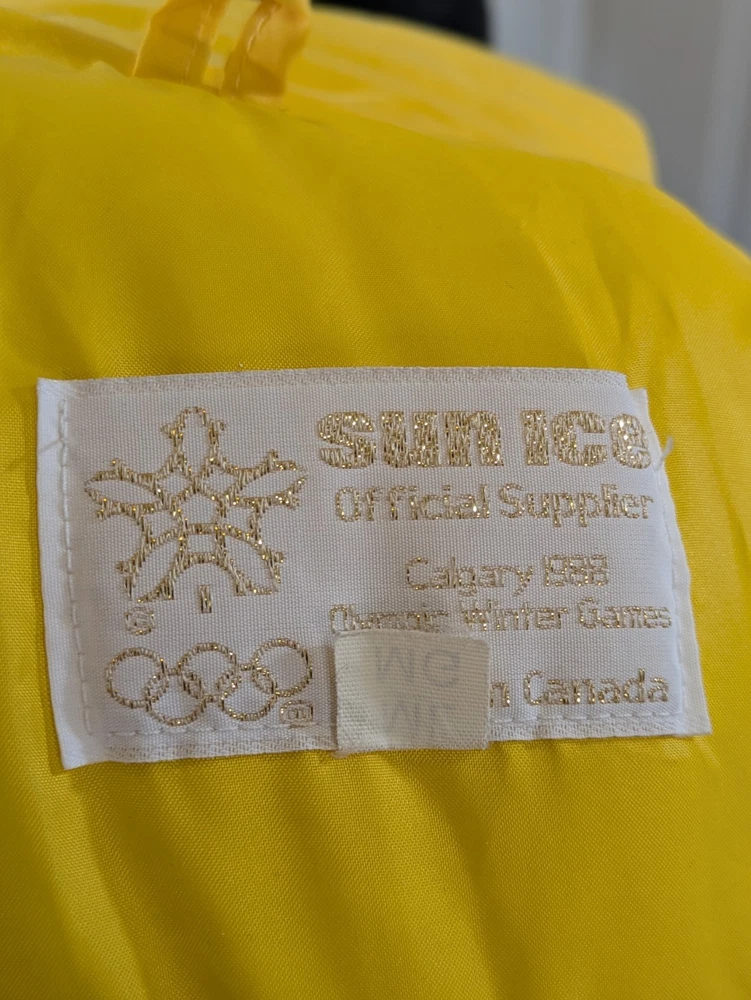 sun ice
Official Supplier
Calgary 1988
Olympic Winter Games
n Canada